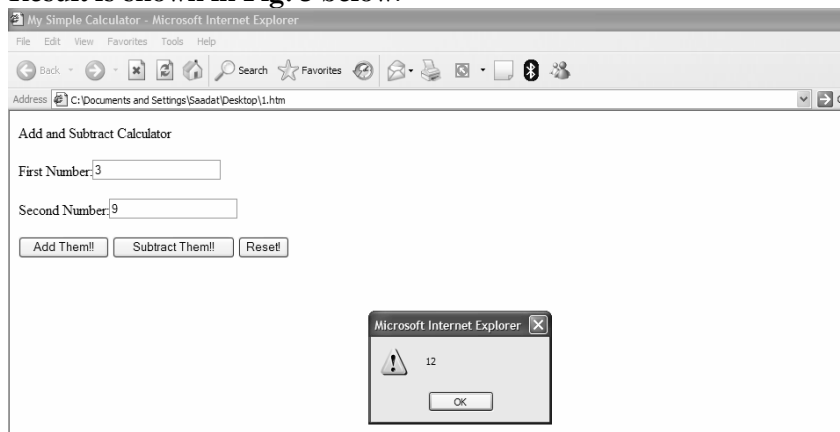 Result is shown in Fig. 3 below:
My Simple Calculator - Microsoft Internet Explorer
File Edit View Favorites Tools Help
Back Search Favorites
Address C:\Documents and Settings\Saadat\Desktop\1.htm
Add and Subtract Calculator
First Number:3
Second Number:9
Add Them!! Subtract Them!! Reset!
Microsoft Internet Explorer
12
OK